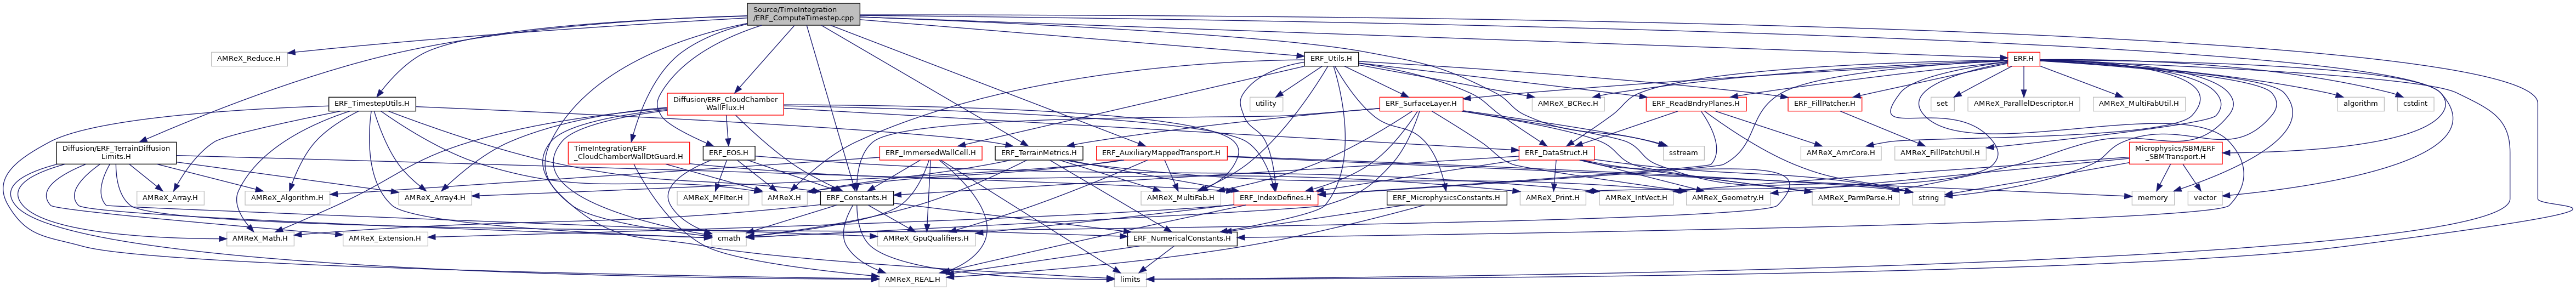 Source/TimeIntegration
/ERF_ComputeTimestep.cpp
AMReX_Reduce.H
ERF_Utils.H
ERF.H
ERF_TimestepUtils.H
Diffusion/ERF_CloudChamber
WallFlux.H
utility
ERF_SurfaceLayer.H
AMReX_BCRec.H
ERF_ReadBndryPlanes.H
ERF_FillPatcher.H
set
AMReX_ParallelDescriptor.H
AMReX_MultiFabUtil.H
algorithm
cstdint
Diffusion/ERF_TerrainDiffusion
Limits.H
TimeIntegration/ERF
_CloudChamberWallDtGuard.H
ERF_EOS.H
ERF_ImmersedWallCell.H
ERF_TerrainMetrics.H
ERF_AuxiliaryMappedTransport.H
ERF_DataStruct.H
sstream
AMReX_AmrCore.H
AMReX_FillPatchUtil.H
Microphysics/SBM/ERF
_SBMTransport.H
AMReX_Array.H
AMReX_Algorithm.H
AMReX_Array4.H
AMReX_MFIter.H
AMReX.H
ERF_Constants.H
AMReX_MultiFab.H
ERF_IndexDefines.H
ERF_MicrophysicsConstants.H
AMReX_Print.H
AMReX_IntVect.H
AMReX_Geometry.H
AMReX_ParmParse.H
string
memory
vector
AMReX_Math.H
AMReX_Extension.H
cmath
AMReX_GpuQualifiers.H
ERF_NumericalConstants.H
AMReX_REAL.H
limits